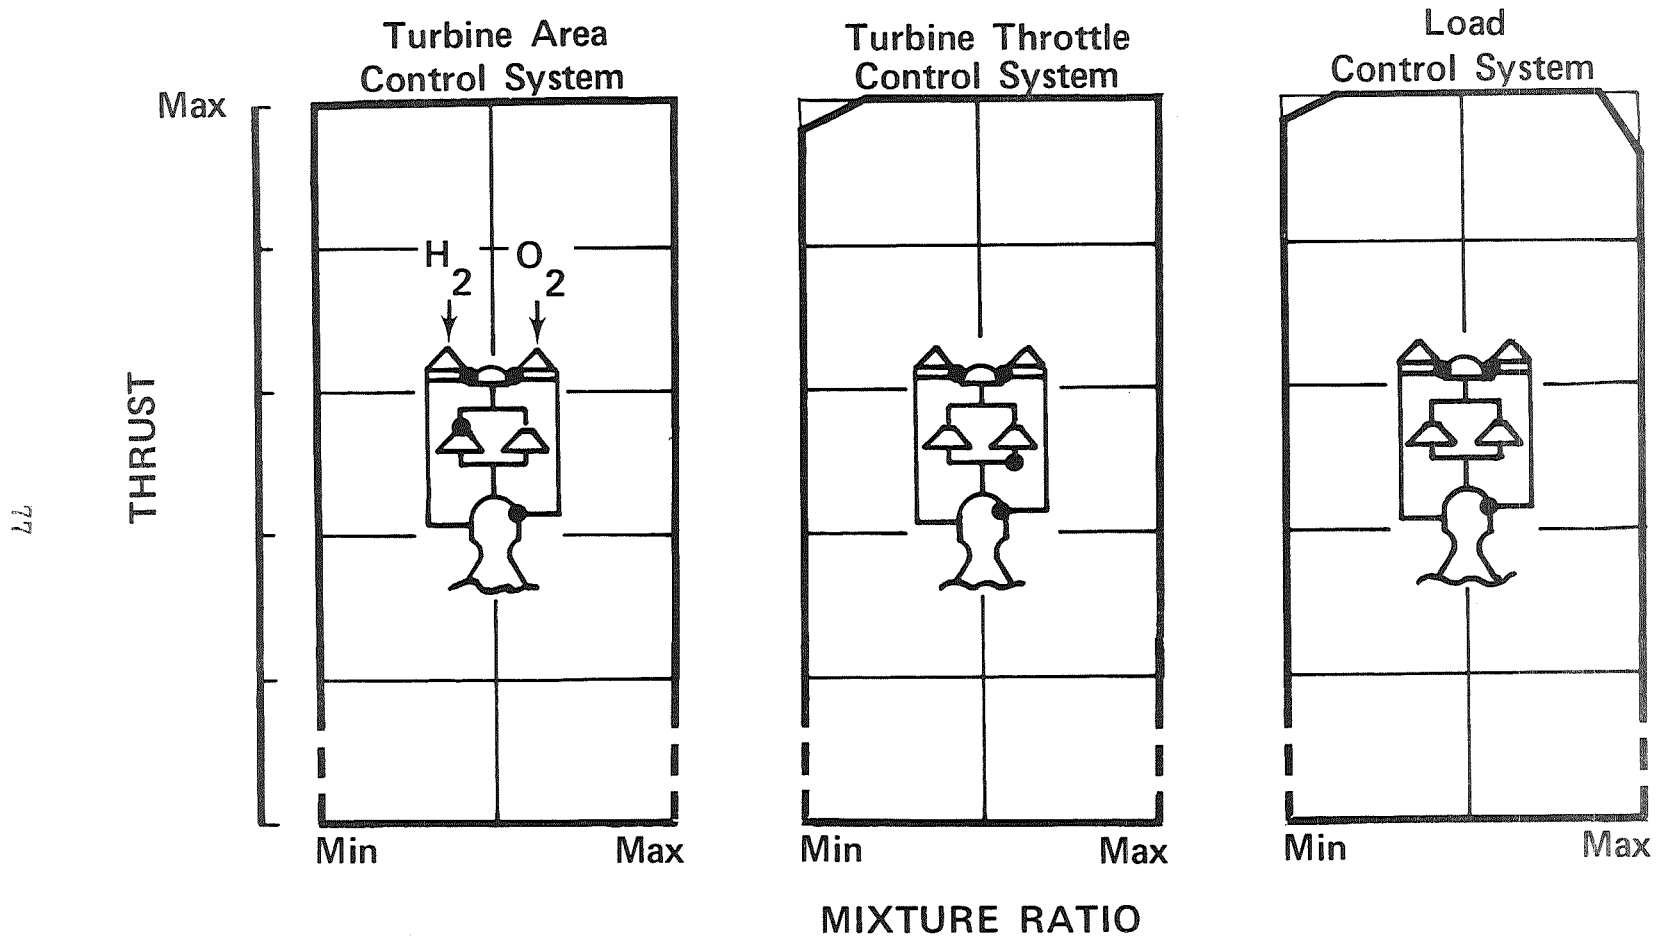 Turbine Area
Control System
Turbine Throttle
Control System
Load
Control System
Max
H2
O2
THRUST
77
Min
Max
Min
Max
Min
Max
MIXTURE RATIO